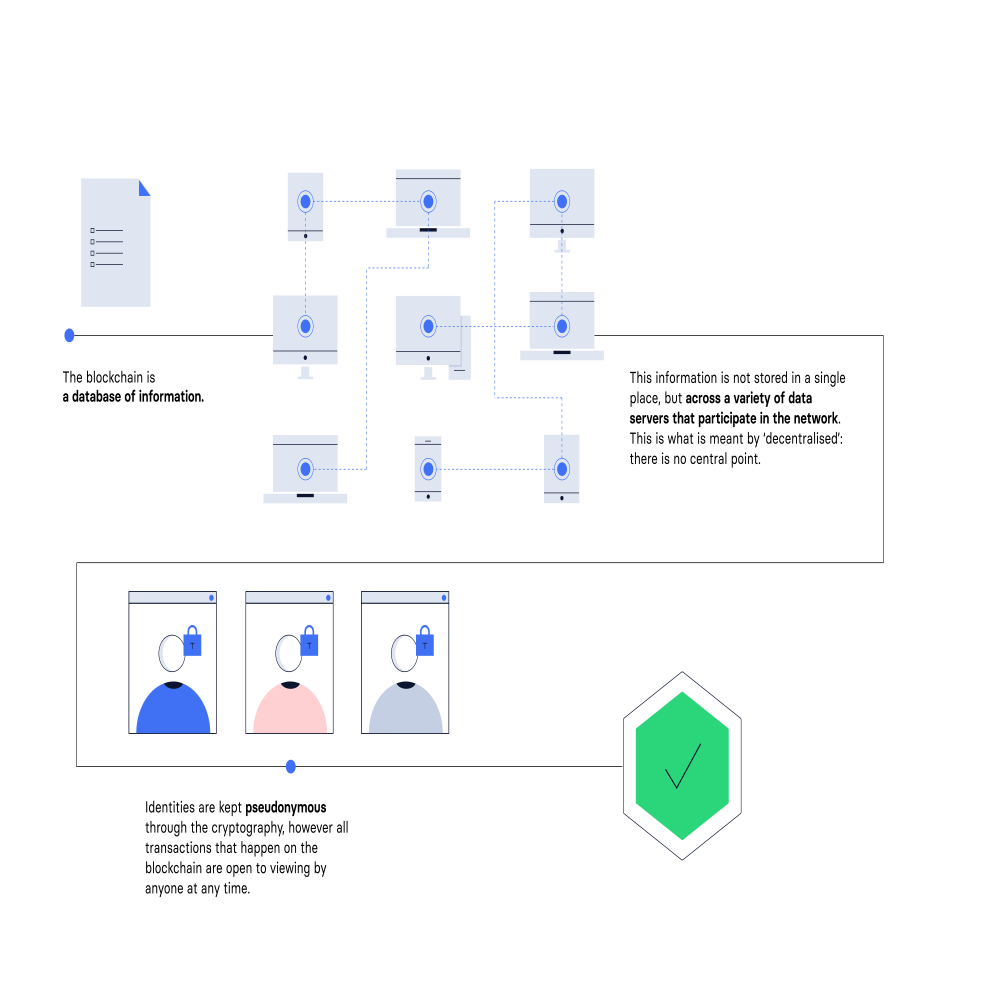 The blockchain is
a database of information.
This information is not stored in a single
place, but across a variety of data
servers that participate in the network.
This is what is meant by ‘decentralised’:
there is no central point.
T
T
T
Identities are kept pseudonymous
through the cryptography, however all
transactions that happen on the
blockchain are open to viewing by
anyone at any time.